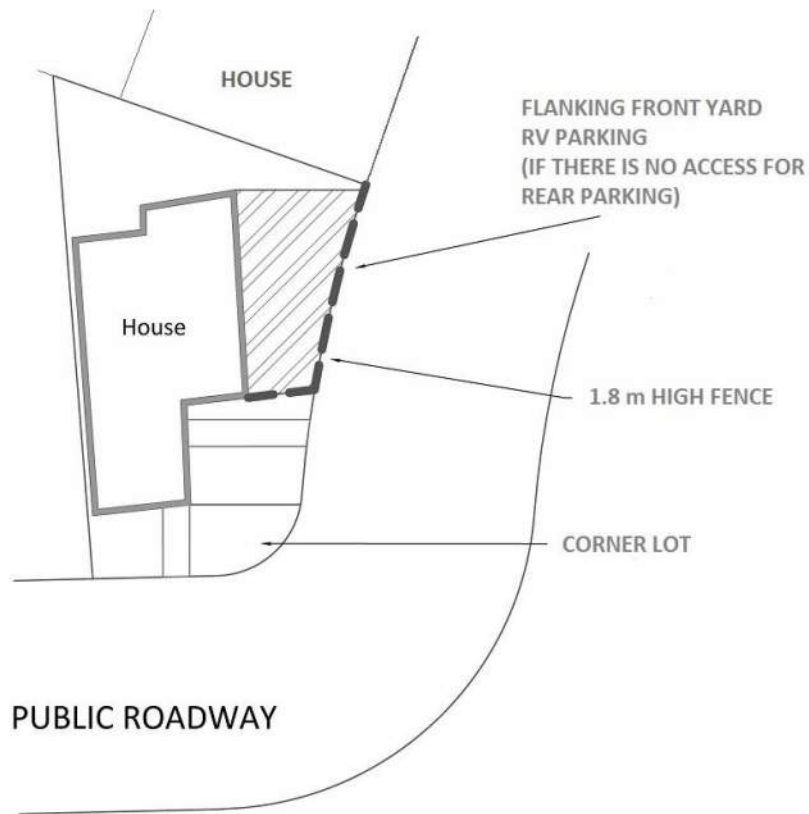 HOUSE
FLANKING FRONT YARD
RV PARKING
(IF THERE IS NO ACCESS FOR
REAR PARKING)
House
1.8 m HIGH FENCE
CORNER LOT
PUBLIC ROADWAY